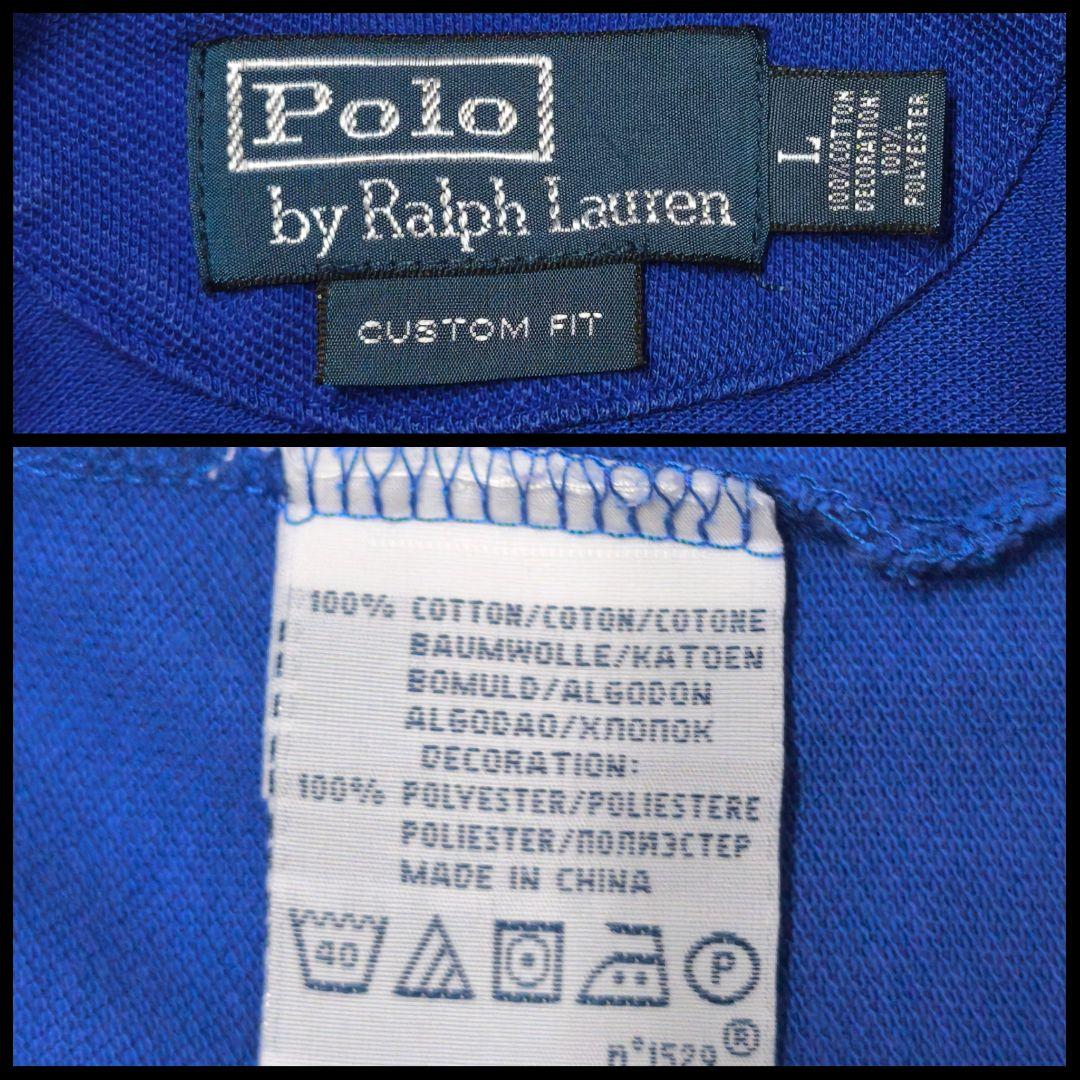 Polo
by Ralph Lauren
L
100% COTTON
DECORATION:
100%
POLYESTER
CUSTOM FIT
100% COTTON/COTON/COTONE
BAUMWOLLE/KATOEN
BOMULD/ALGODON
ALGODAO/ХЛОПОК
DECORATION:
100% POLYESTER/POLIESTERE
POLIESTER/ПОЛИЭСТЕР
MADE IN CHINA
40
P
n°1529 ®